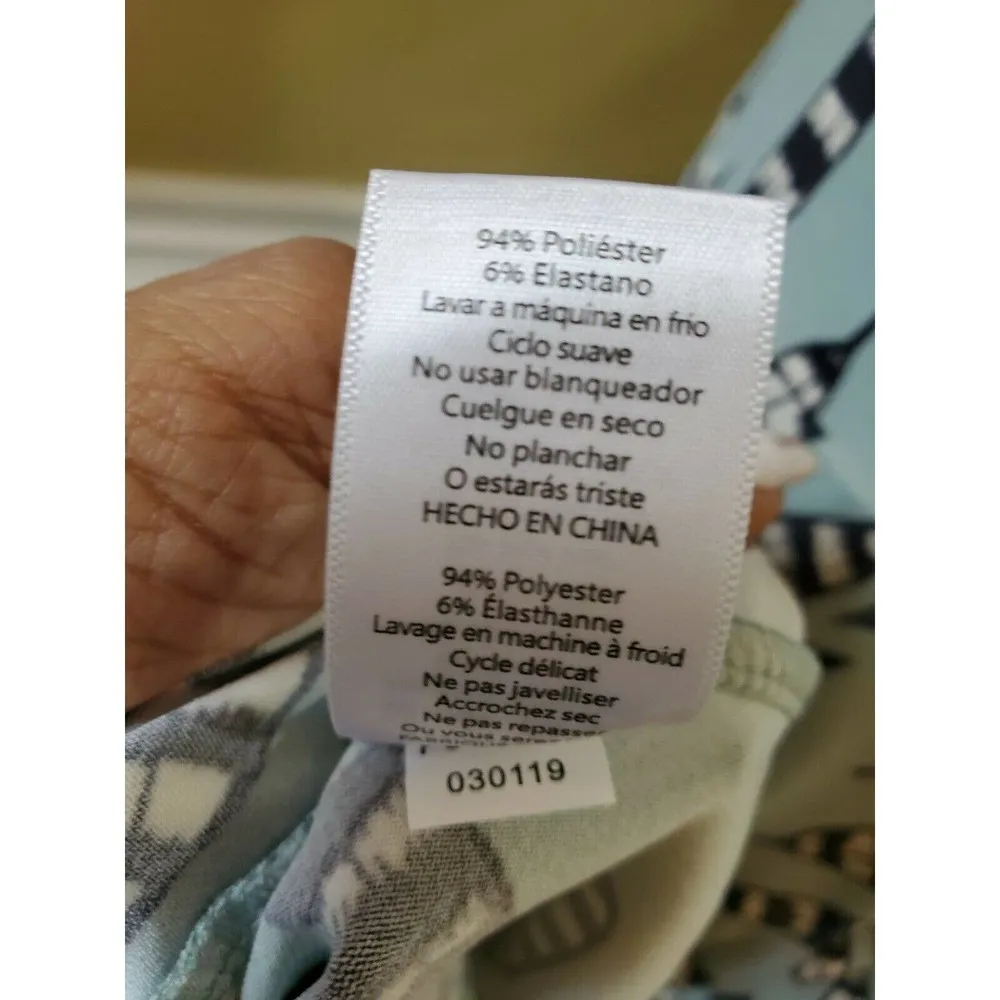 94% Poliéster
6% Elastano
Lavar a máquina en frío
Ciclo suave
No usar blanqueador
Cuelgue en seco
No planchar
O estarás triste
HECHO EN CHINA
94% Polyester
6% Élasthanne
Lavage en machine à froid
Cycle délicat
Ne pas javelliser
Accrochez sec
Ne pas repasser
Ou vous
030119